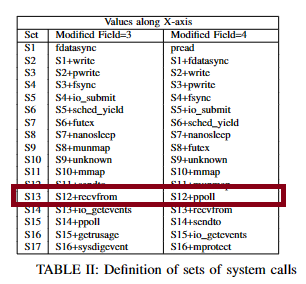 Values along X-axis
Set Modified Field=3 Modified Field=4
S1 fdatasync pread
S2 S1+write S1+fdatasync
S3 S2+pwrite S2+write
S4 S3+fsync S3+pwrite
S5 S4+io_submit S4+fsync
S6 S5+sched_yield S5+io_submit
S7 S6+futex S6+sched_yield
S8 S7+nanosleep S7+nanosleep
S9 S8+munmap S8+futex
S10 S9+unknown S9+unknown
S11 S10+mmap S10+mmap
S12 S11+sendto S11+munmap
S13 S12+recvfrom S12+ppoll
S14 S13+io_getevents S13+recvfrom
S15 S14+ppoll S14+sendto
S16 S15+getrusage S15+io_getevents
S17 S16+sysdigevent S16+mprotect
TABLE II: Definition of sets of system calls